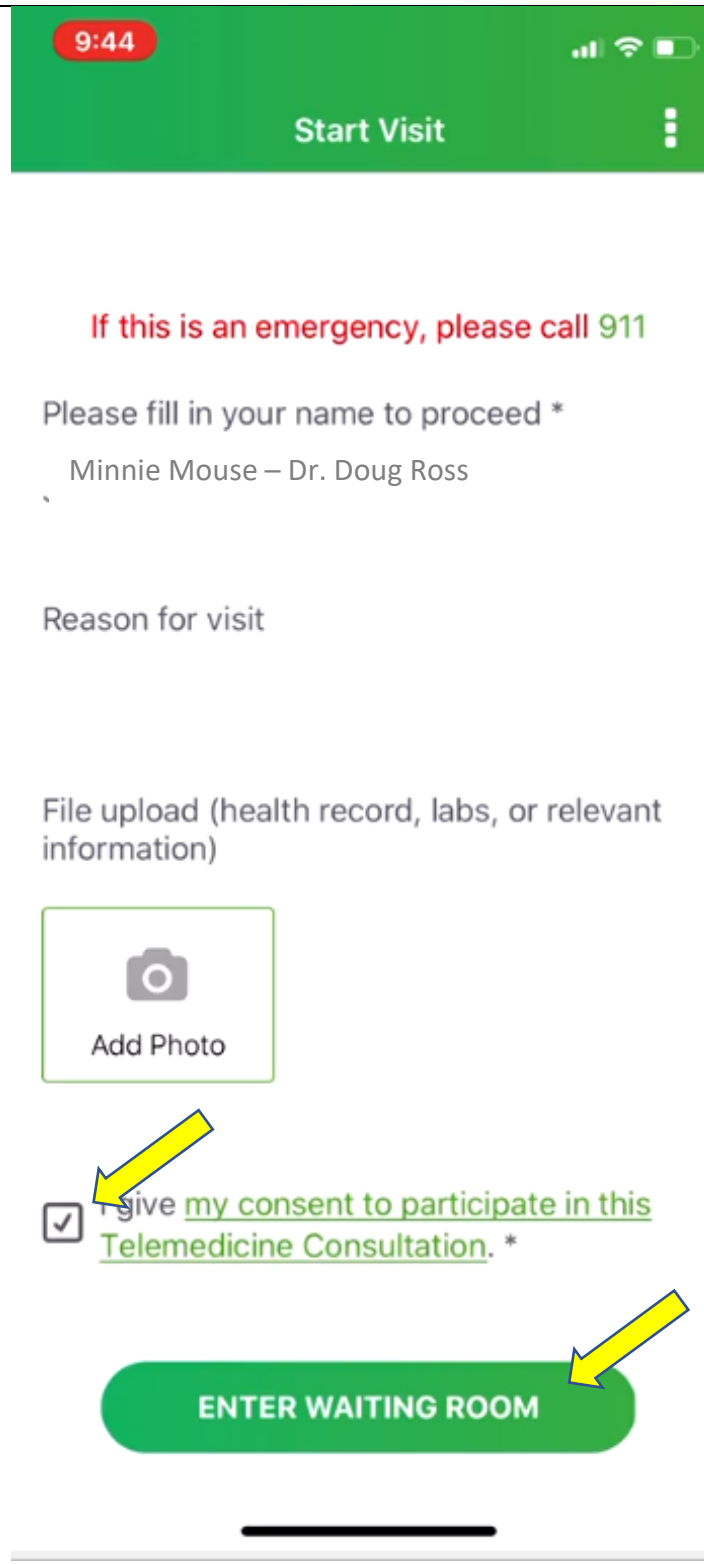 9:44
Start Visit
If this is an emergency, please call 911
Please fill in your name to proceed *
Minnie Mouse – Dr. Doug Ross
Reason for visit
File upload (health record, labs, or relevant
information)
Add Photo
I give my consent to participate in this
Telemedicine Consultation. *
ENTER WAITING ROOM